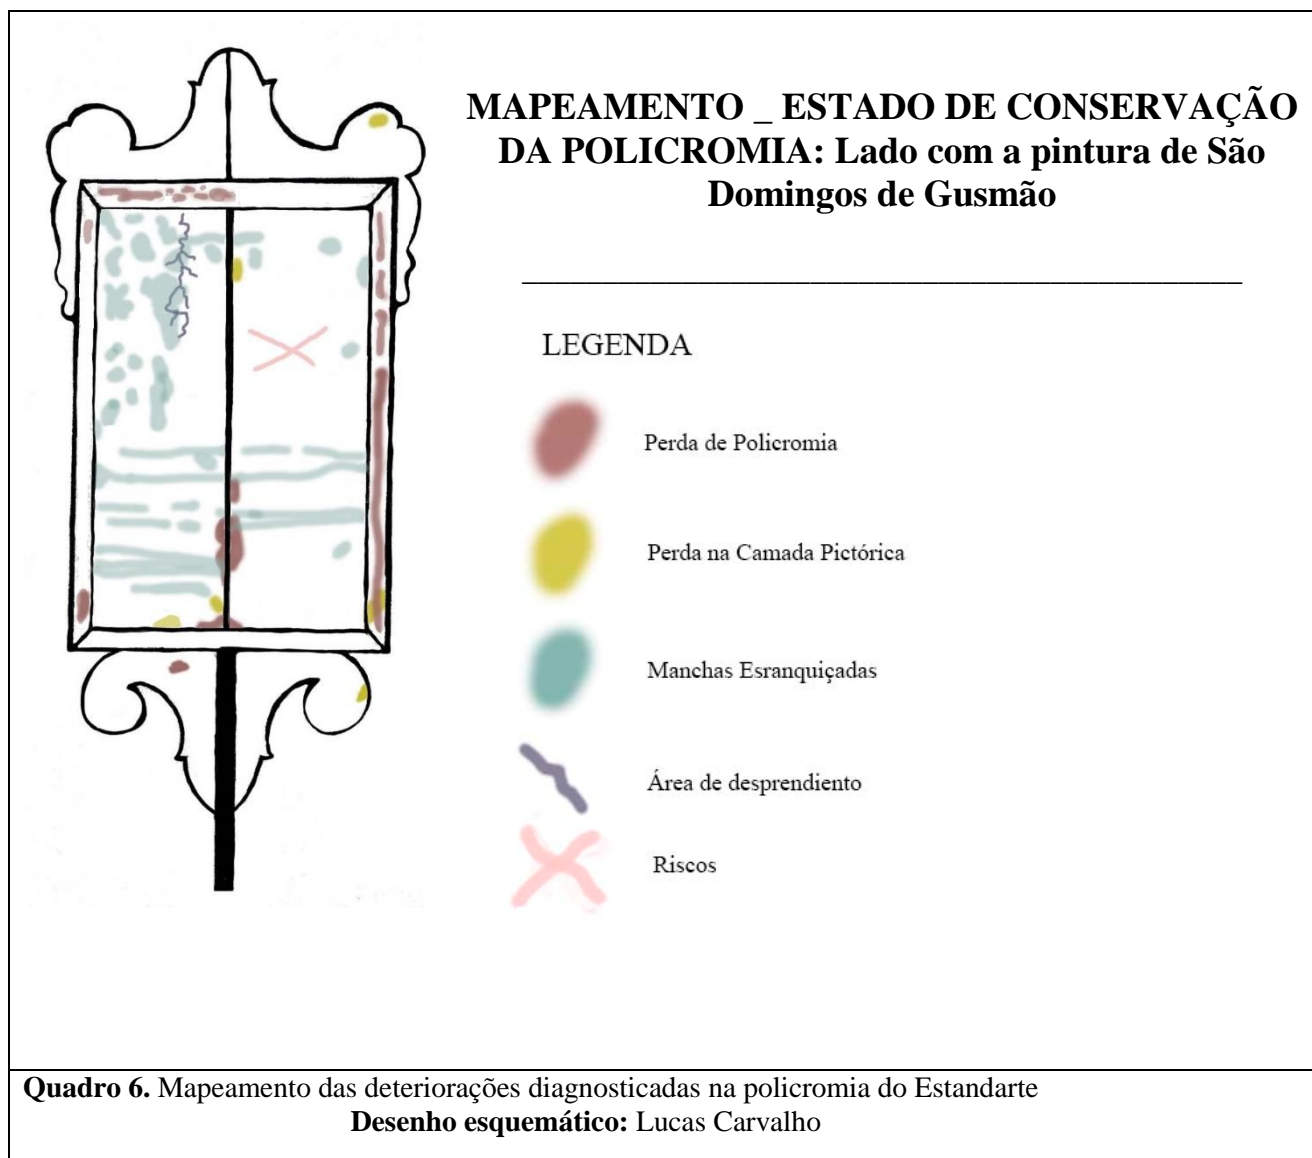 MAPEAMENTO _ ESTADO DE CONSERVAÇÃO
DA POLICROMIA: Lado com a pintura de São
Domingos de Gusmão
LEGENDA
Perda de Policromia
Perda na Camada Pictórica
Manchas Esranquiçadas
Área de desprendiento
Riscos
Quadro 6. Mapeamento das deteriorações diagnosticadas na policromia do Estandarte
Desenho esquemático: Lucas Carvalho